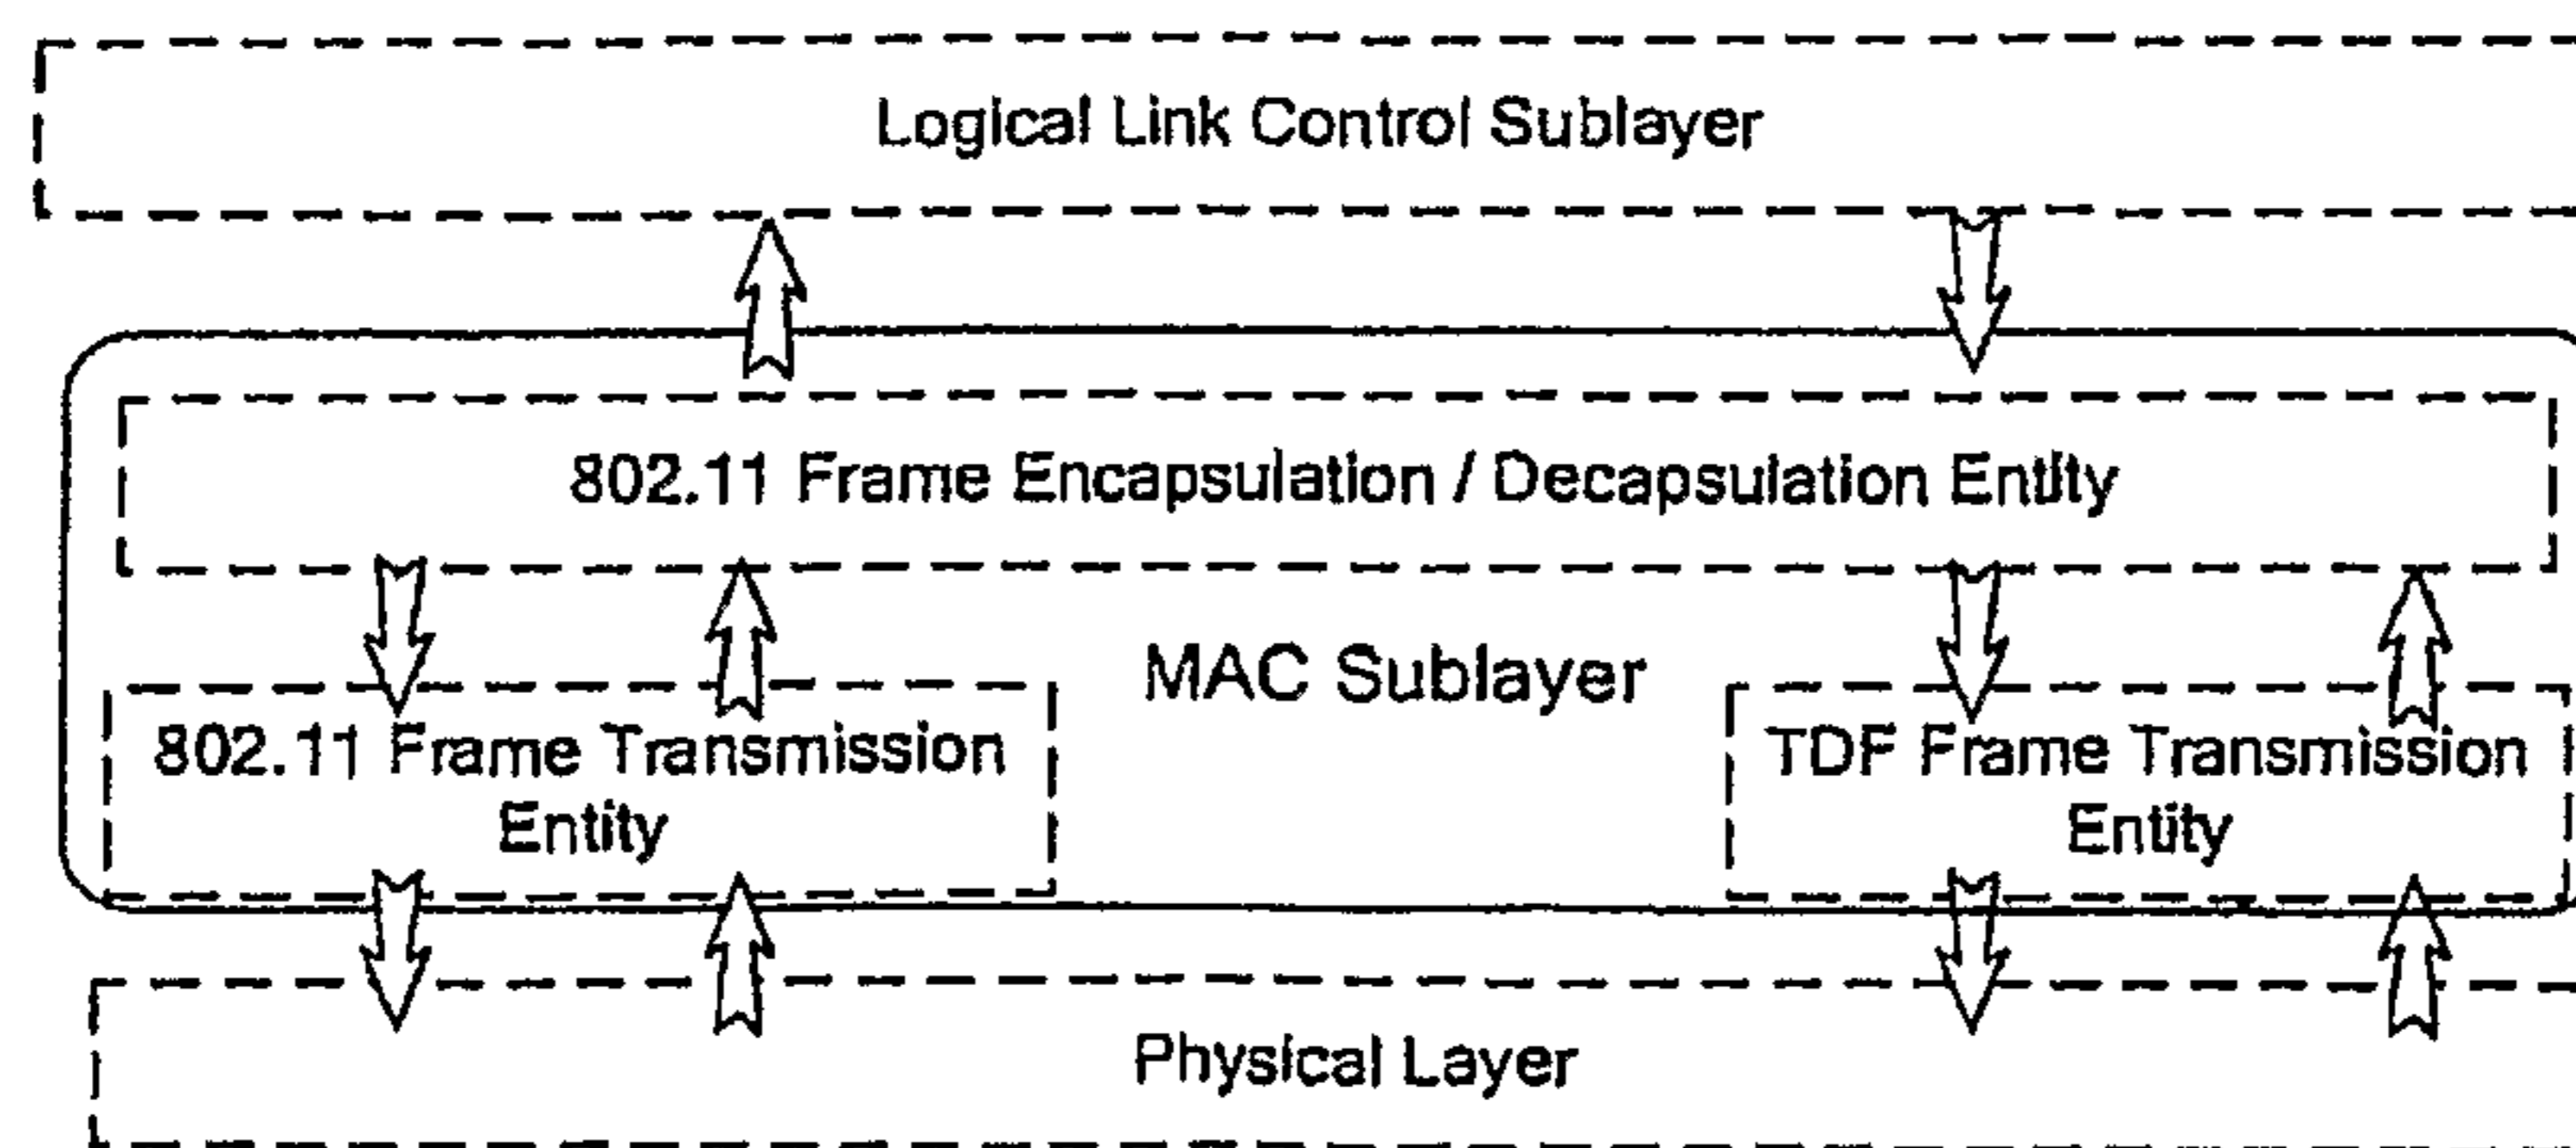 Logical Link Control Sublayer
802.11 Frame Encapsulation / Decapsulation Entity
MAC Sublayer
802.11 Frame Transmission
Entity
TDF Frame Transmission
Entity
Physical Layer